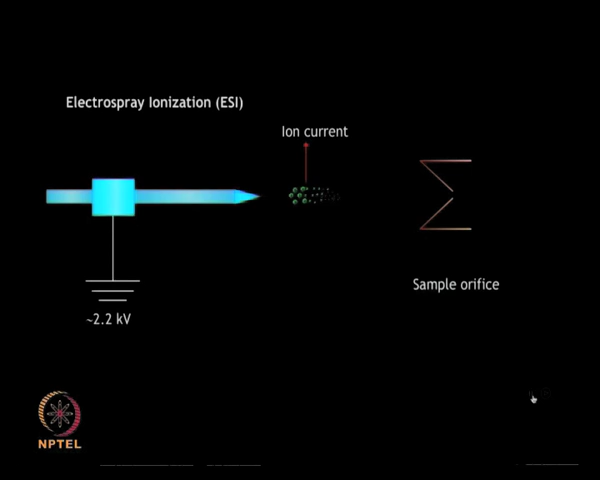 Electrospray Ionization (ESI)
Ion current
Sample orifice
~2.2 kV
NPTEL